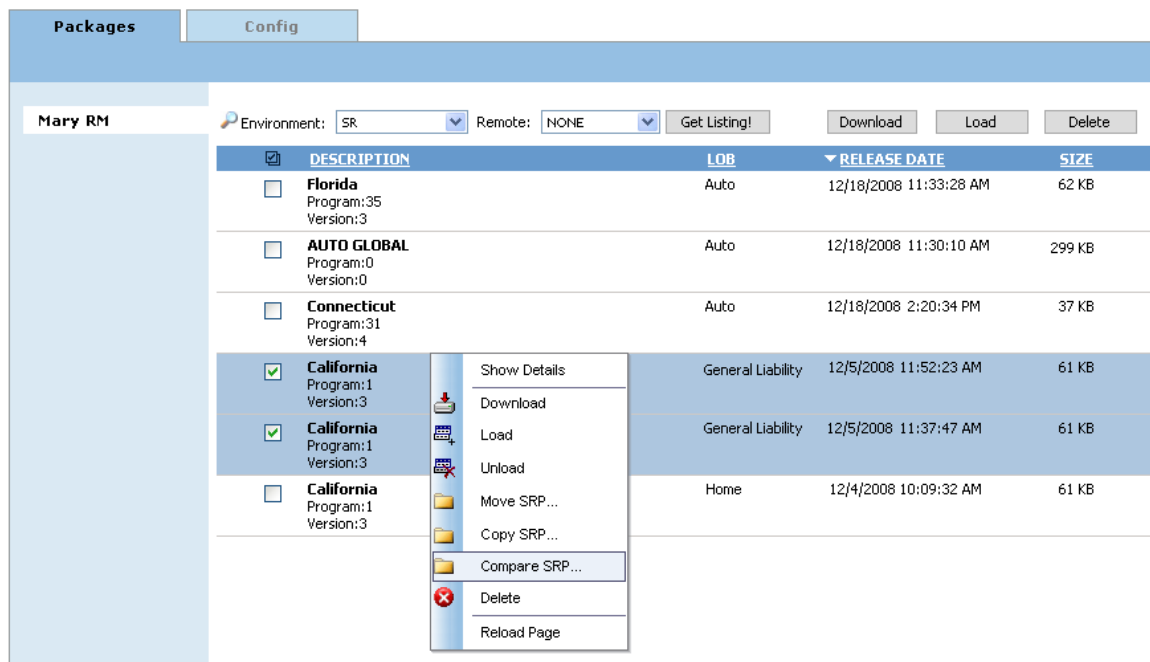 Packages Config
Mary RM
Environment: SR Remote: NONE Get Listing! Download Load Delete
DESCRIPTION LOB RELEASE DATE SIZE
Florida Auto 12/18/2008 11:33:28 AM 62 KB
Program:35
Version:3
AUTO GLOBAL Auto 12/18/2008 11:30:10 AM 299 KB
Program:0
Version:0
Connecticut Auto 12/18/2008 2:20:34 PM 37 KB
Program:31
Version:4
California General Liability 12/5/2008 11:52:23 AM 61 KB
Program:1
Version:3
California General Liability 12/5/2008 11:37:47 AM 61 KB
Program:1
Version:3
California Home 12/4/2008 10:09:32 AM 61 KB
Program:1
Version:3
Show Details
Download
Load
Unload
Move SRP...
Copy SRP...
Compare SRP...
Delete
Reload Page